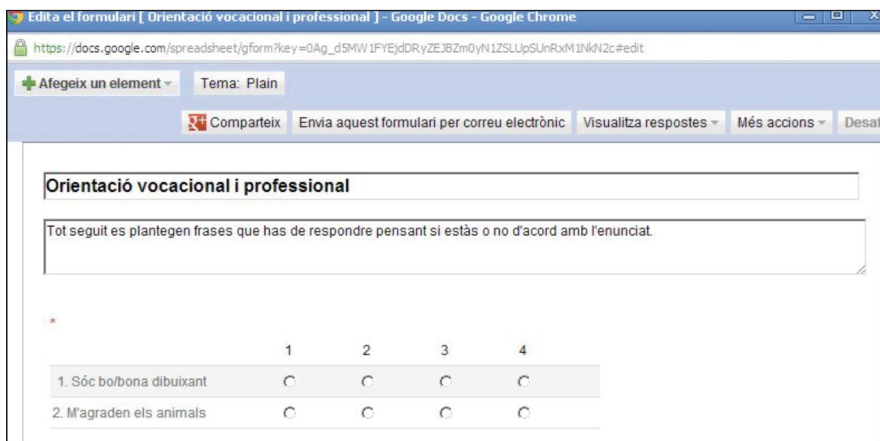 Edita el formulari [ Orientació vocacional i professional ] - Google Docs - Google Chrome
https://docs.google.com/spreadsheet/gform?key=0Ag_d5MW1FYEjdDRyZEJBZm0yN1ZSLUpSUnRxM1NkN2c#edit
Afegeix un element Tema: Plain
Comparteix Envia aquest formulari per correu electrònic Visualitza respostes Més accions Desat
Orientació vocacional i professional
Tot seguit es plantegen frases que has de respondre pensant si estàs o no d'acord amb l'enunciat.
*
1 2 3 4
1. Sóc bo/bona dibuixant
2. M'agraden els animals